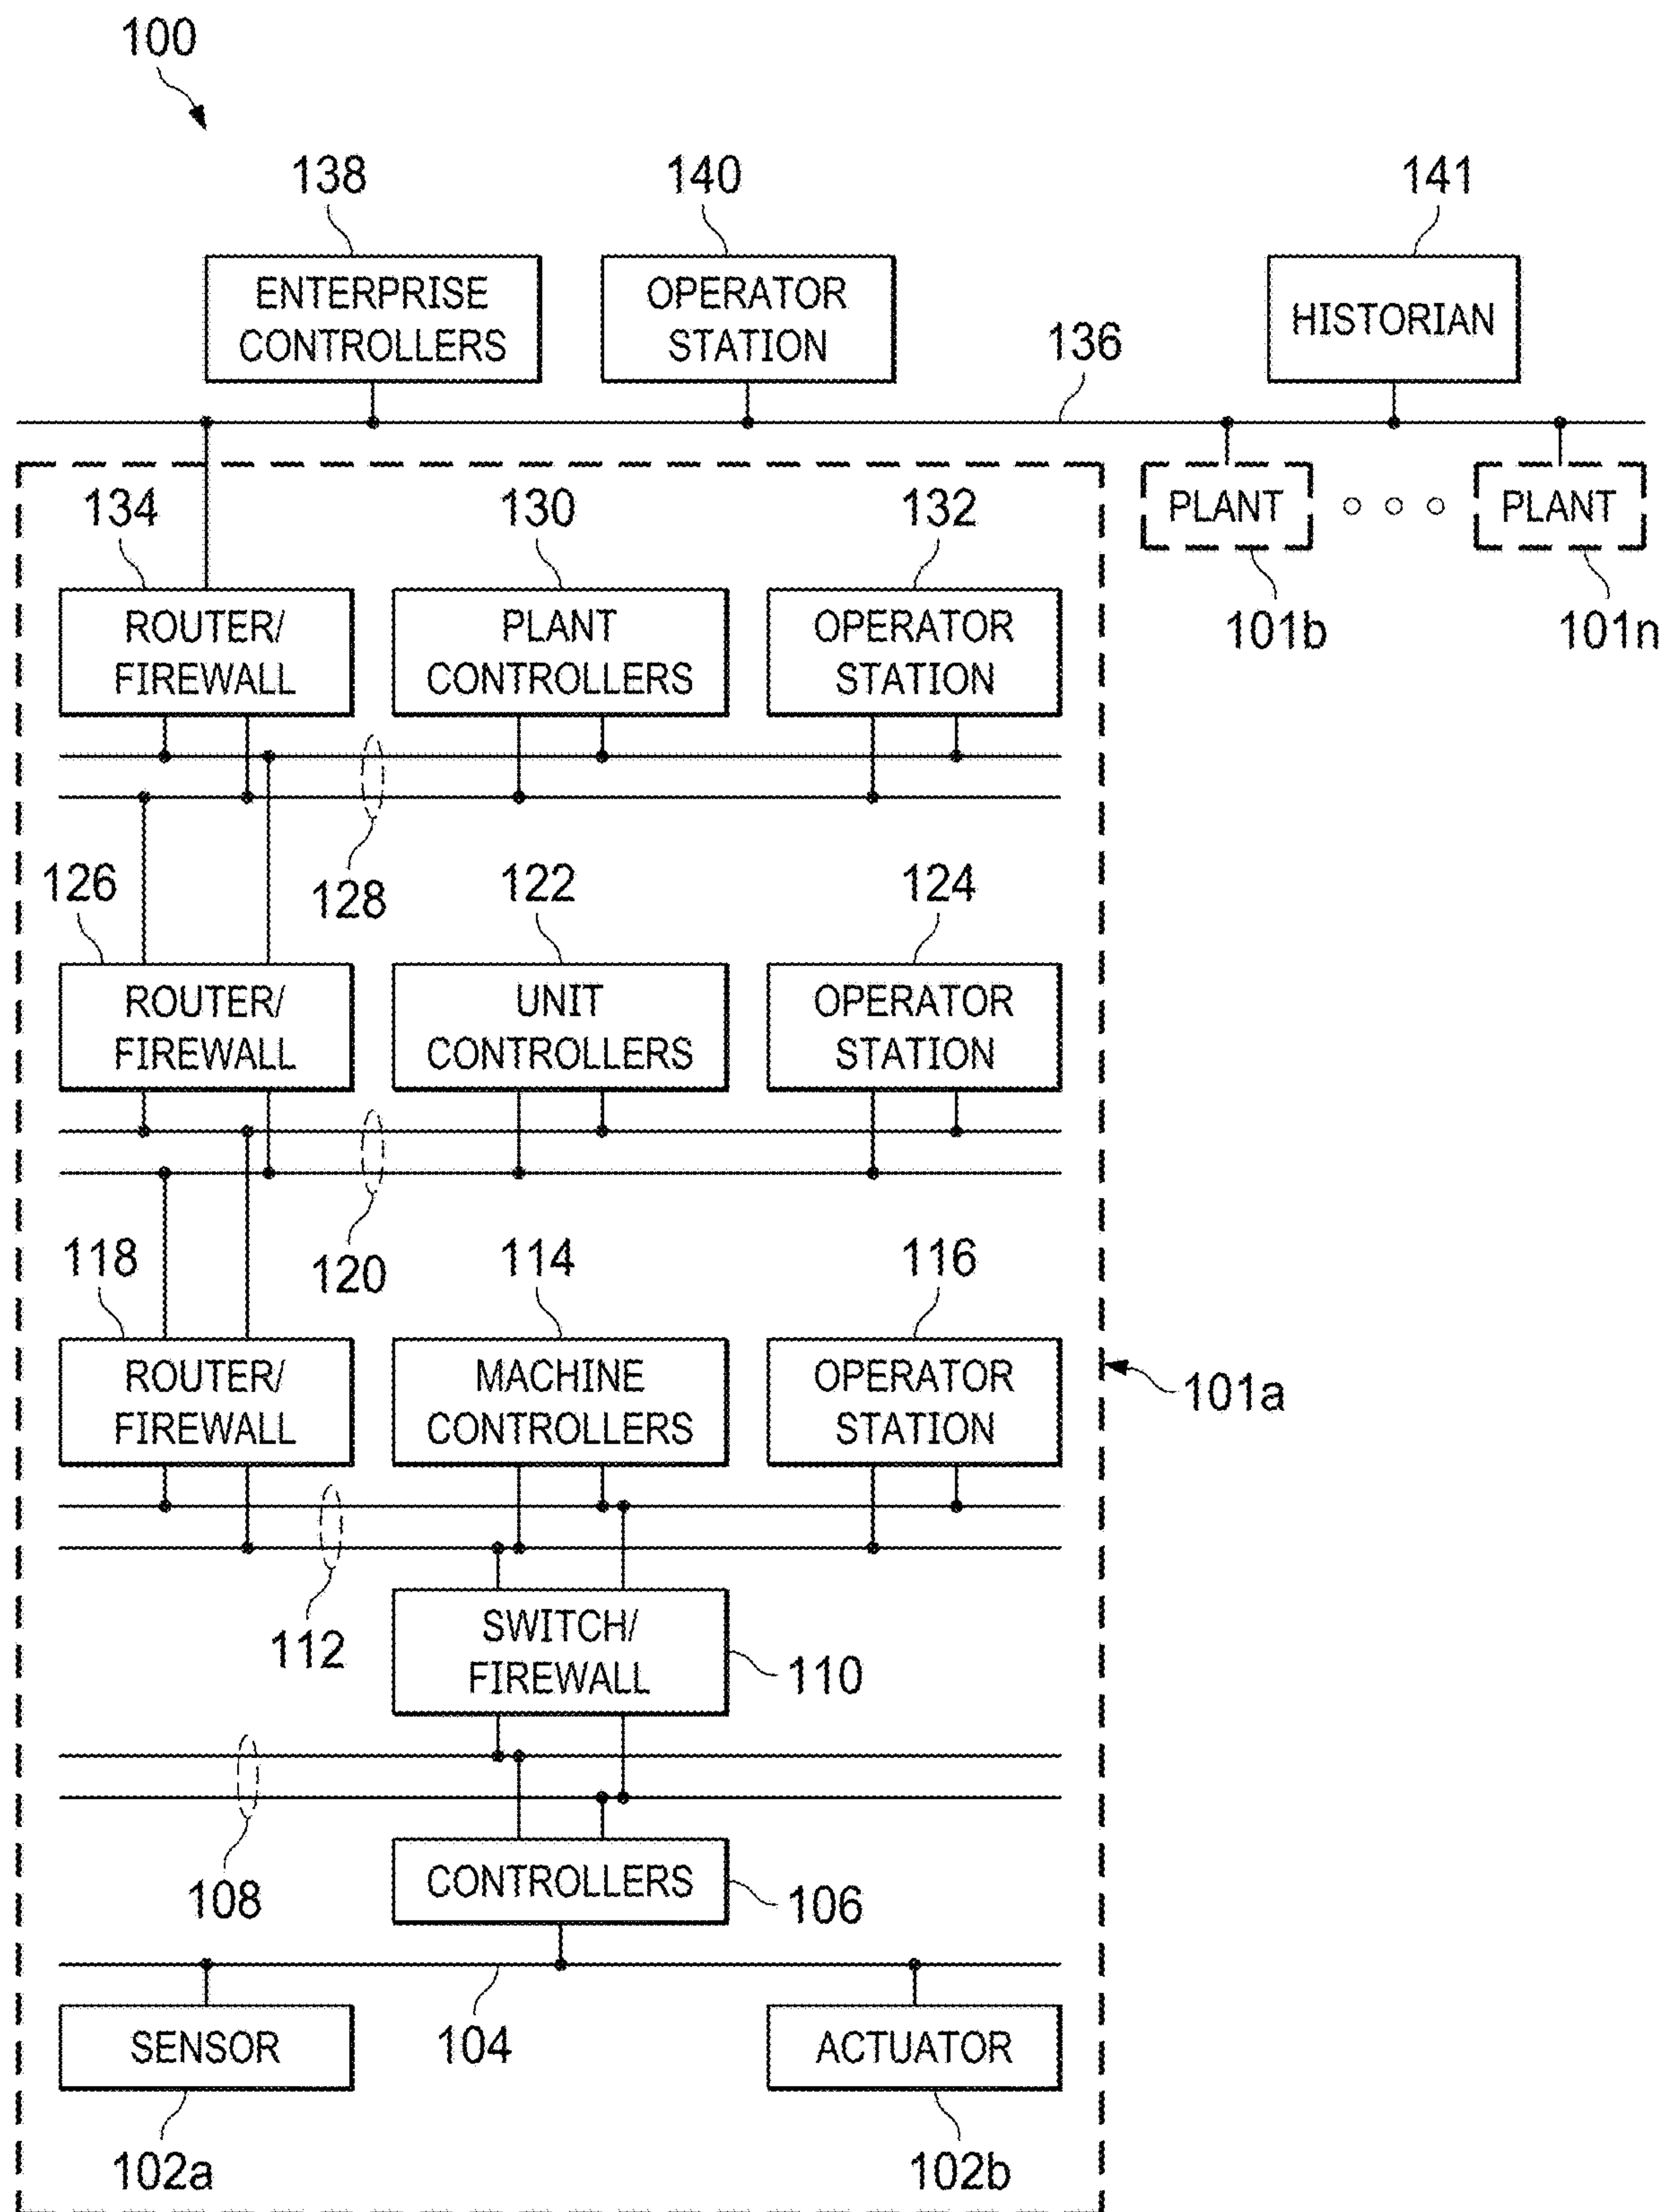 100
138
140
141
ENTERPRISE
CONTROLLERS
OPERATOR
STATION
HISTORIAN
136
134
130
132
PLANT
PLANT
101b
101n
ROUTER/
FIREWALL
PLANT
CONTROLLERS
OPERATOR
STATION
128
126
122
124
ROUTER/
FIREWALL
UNIT
CONTROLLERS
OPERATOR
STATION
120
118
114
116
ROUTER/
FIREWALL
MACHINE
CONTROLLERS
OPERATOR
STATION
101a
112
SWITCH/
FIREWALL
110
108
CONTROLLERS
106
104
SENSOR
ACTUATOR
102a
102b